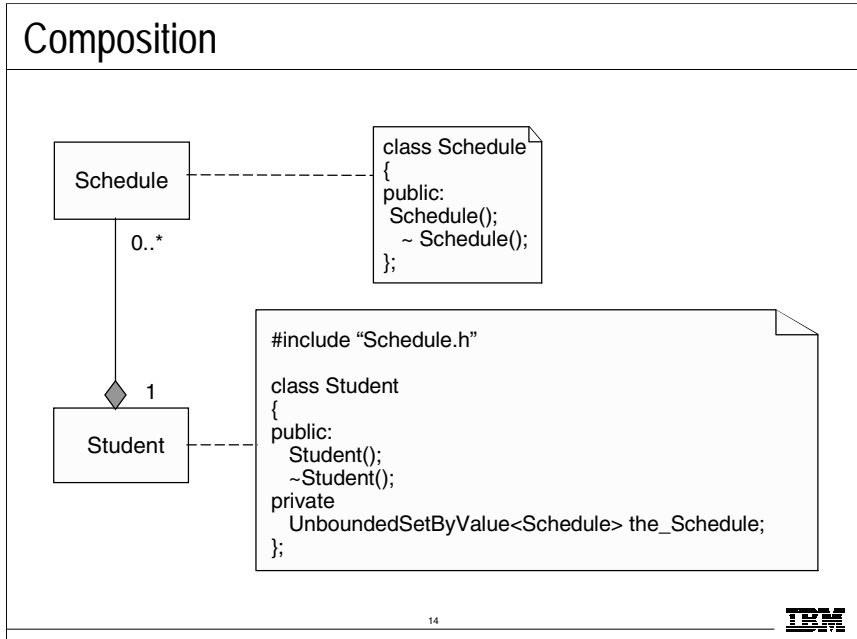 Composition
Schedule
0..*
1
Student
class Schedule
{
public:
Schedule();
~ Schedule();
};
#include “Schedule.h”
class Student
{
public:
Student();
~Student();
private
UnboundedSetByValue<Schedule> the_Schedule;
};
14
IBM